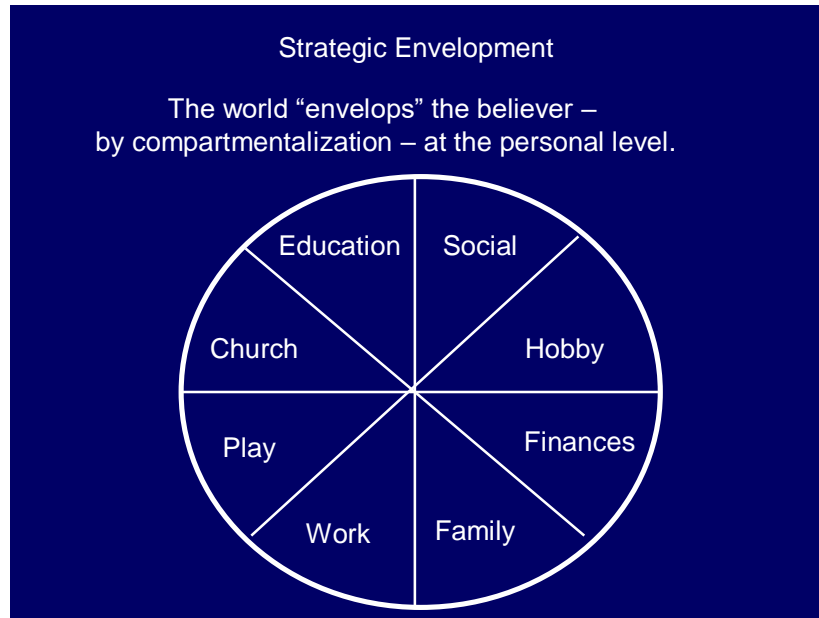 Strategic Envelopment
The world “envelops” the believer –
by compartmentalization – at the personal level.
Education Social
Church Hobby
Play Finances
Work Family